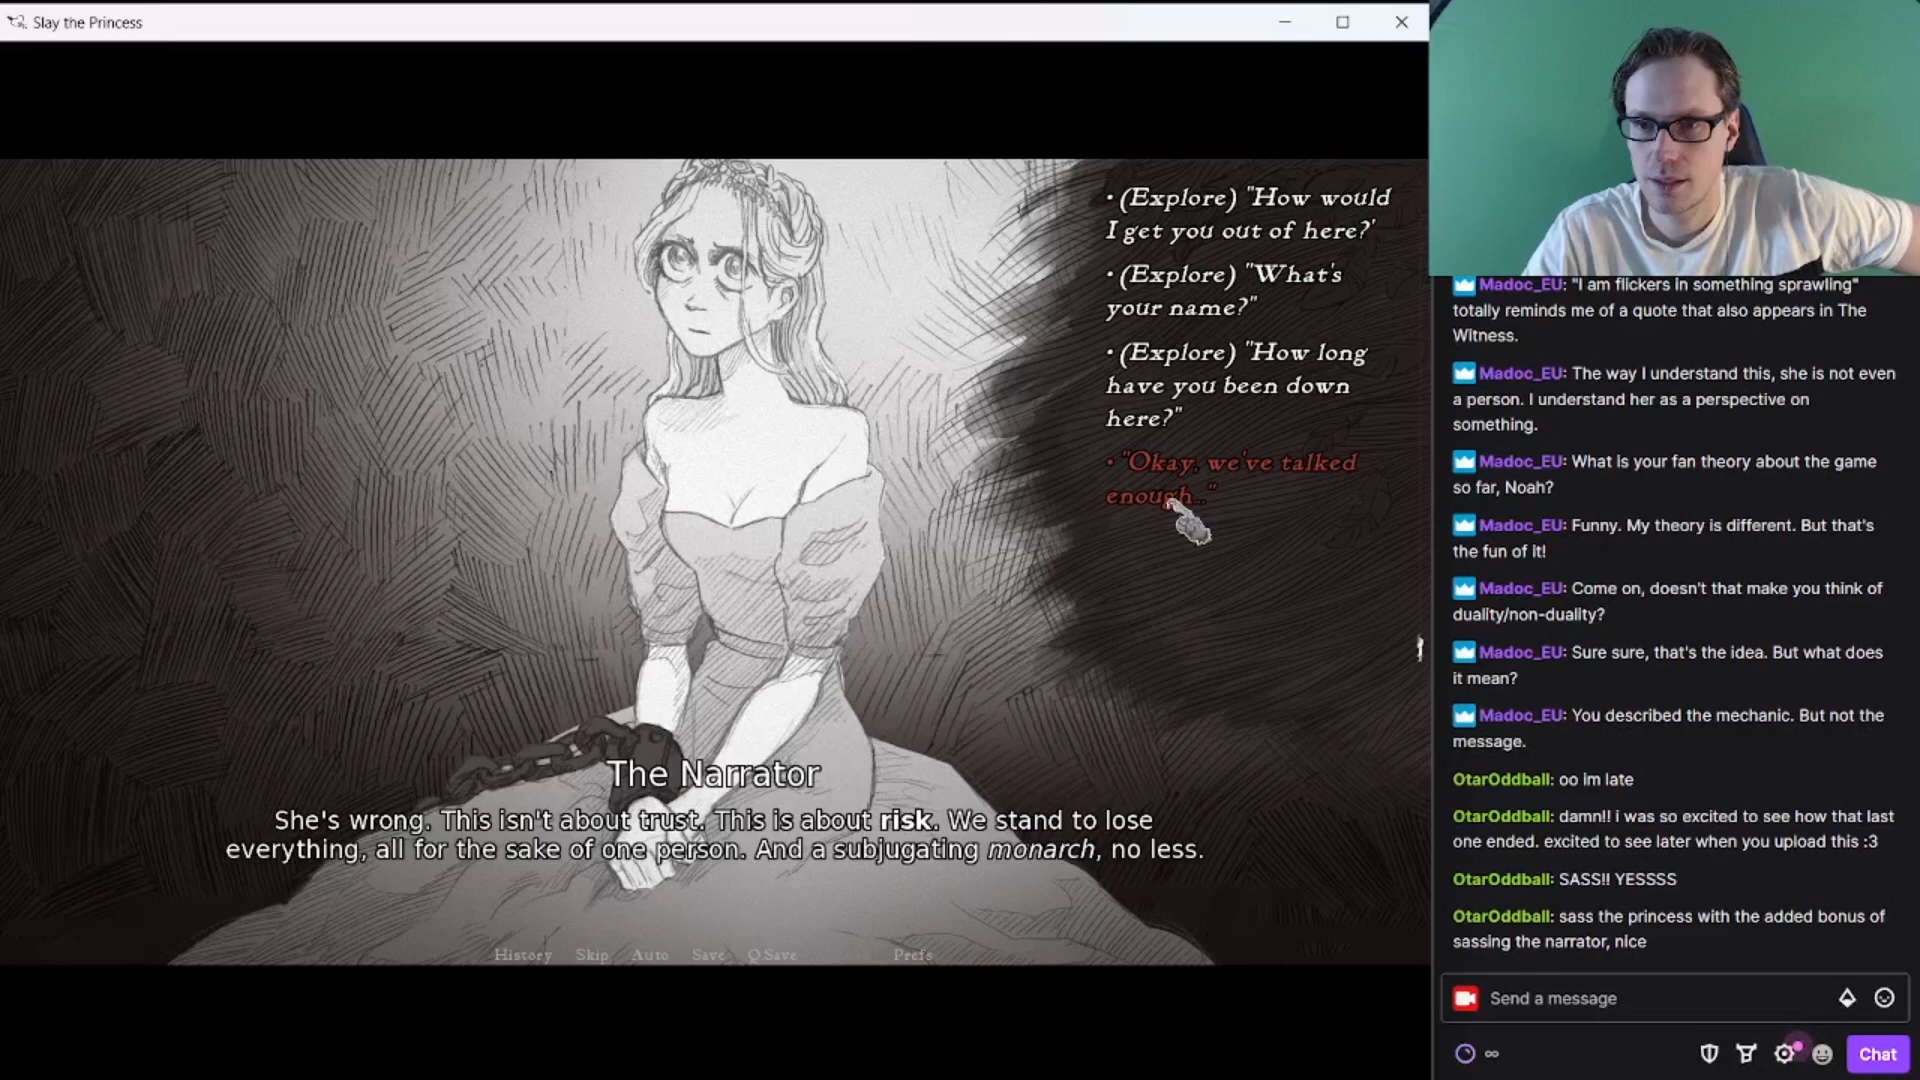 Slay the Princess
• (Explore) "How would
I get you out of here?'
• (Explore) "What's
your name?"
• (Explore) "How long
have you been down
here?"
• "Okay, we've talked
enough..."
The Narrator
She's wrong. This isn't about trust. This is about risk. We stand to lose
everything, all for the sake of one person. And a subjugating monarch, no less.
History Skip Auto Save Q.Save Prefs
Madoc_EU: "I am flickers in something sprawling"
totally reminds me of a quote that also appears in The
Witness.
Madoc_EU: The way I understand this, she is not even
a person. I understand her as a perspective on
something.
Madoc_EU: What is your fan theory about the game
so far, Noah?
Madoc_EU: Funny. My theory is different. But that's
the fun of it!
Madoc_EU: Come on, doesn't that make you think of
duality/non-duality?
Madoc_EU: Sure sure, that's the idea. But what does
it mean?
Madoc_EU: You described the mechanic. But not the
message.
OtarOddball: oo im late
OtarOddball: damn!! i was so excited to see how that last
one ended. excited to see later when you upload this :3
OtarOddball: SASS!! YESSSS
OtarOddball: sass the princess with the added bonus of
sassing the narrator, nice
Send a message
∞
Chat